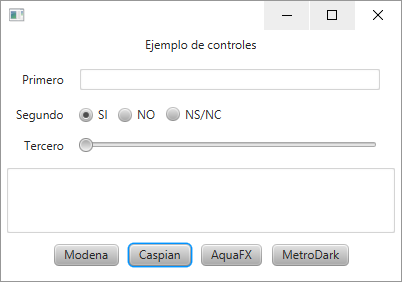 Ejemplo de controles
Primero
Segundo SI NO NS/NC
Tercero
Modena Caspian AquaFX MetroDark